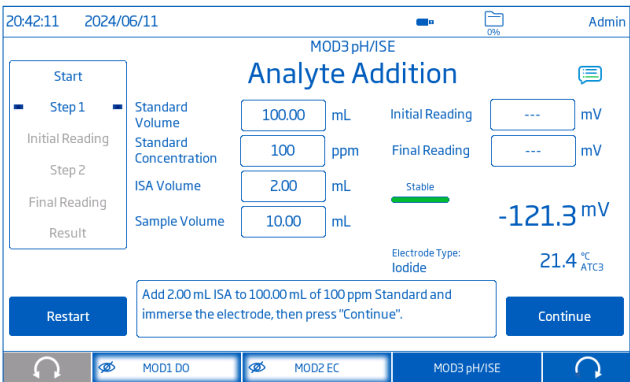 20:42:11 2024/06/11 0% Admin
MOD3 pH/ISE
Analyte Addition
Start
Step 1
Initial Reading
Step 2
Final Reading
Result
Standard
Volume
100.00 mL
Standard
Concentration
100 ppm
ISA Volume 2.00 mL
Sample Volume 10.00 mL
Initial Reading --- mV
Final Reading --- mV
Stable
-121.3 mV
Electrode Type:
Iodide
21.4 °C
ATC3
Add 2.00 mL ISA to 100.00 mL of 100 ppm Standard and
immerse the electrode, then press "Continue".
Restart
Continue
MOD1 DO MOD2 EC MOD3 pH/ISE